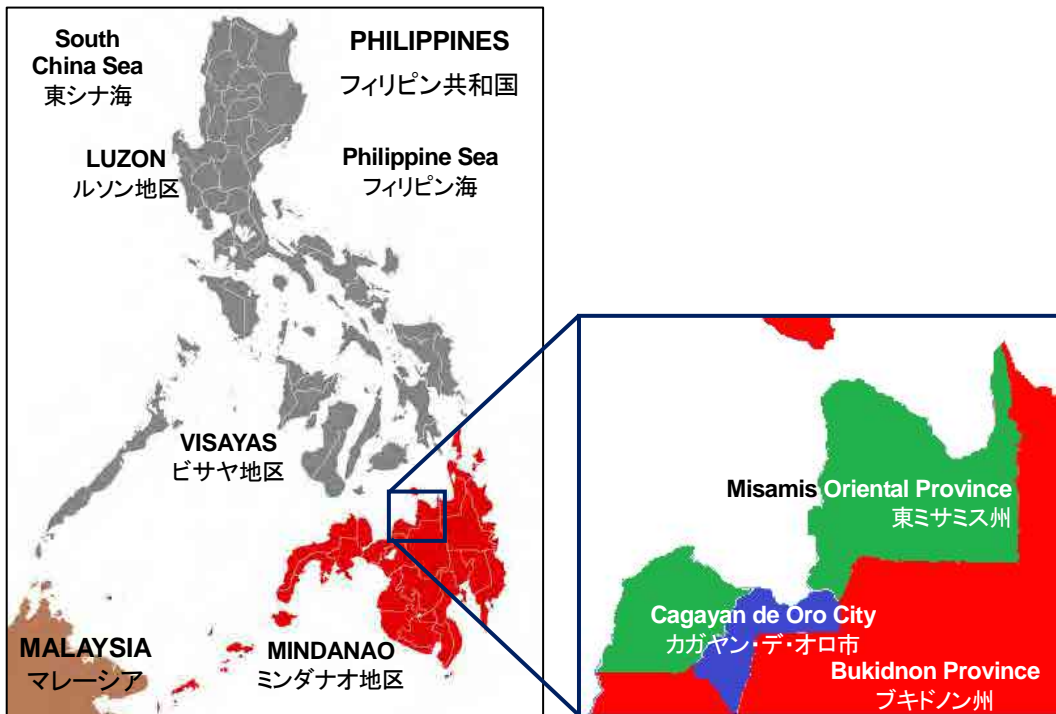 South
China Sea
東シナ海
PHILIPPINES
フィリピン共和国
LUZON
ルソン地区
Philippine Sea
フィリピン海
VISAYAS
ビサヤ地区
MALAYSIA
マレーシア
MINDANAO
ミンダナオ地区
Misamis Oriental Province
東ミサミス州
Cagayan de Oro City
カガヤン・デ・オロ市
Bukidnon Province
ブキドノン州